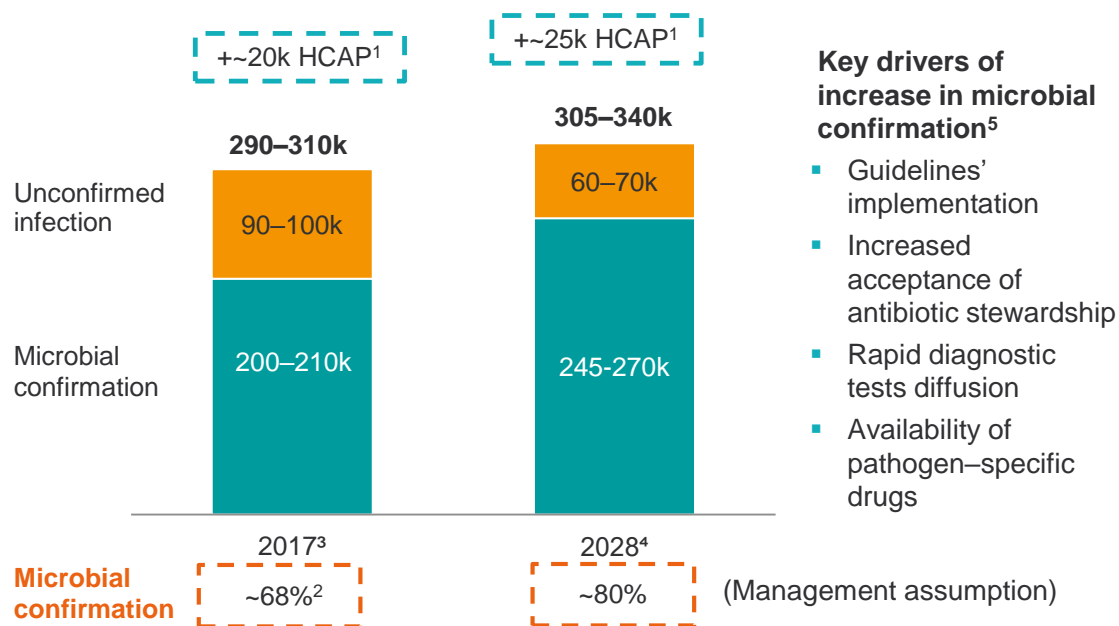 +~20k HCAP¹
+~25k HCAP¹
290–310k
305–340k
Unconfirmed
infection
90–100k
60–70k
Microbial
confirmation
200–210k
245-270k
2017³
2028⁴
Microbial
confirmation
~68%²
~80%
(Management assumption)
Key drivers of
increase in microbial
confirmation⁵
▪ Guidelines'
implementation
▪ Increased
acceptance of
antibiotic stewardship
▪ Rapid diagnostic
tests diffusion
▪ Availability of
pathogen–specific
drugs